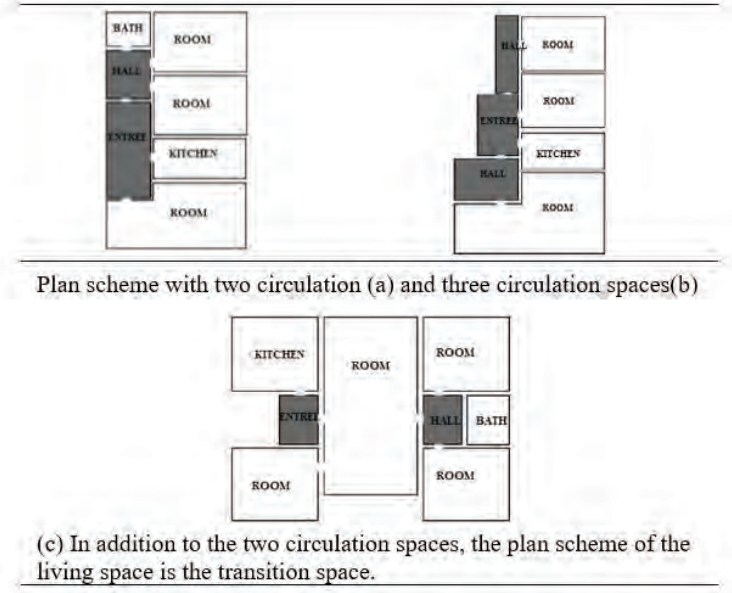 BATH
ROOM
HALL
ROOM
ENTREE
KITCHEN
ROOM
HALL
ROOM
ROOM
ENTREE
KITCHEN
HALL
ROOM
Plan scheme with two circulation (a) and three circulation spaces(b)
KITCHEN
ROOM
ROOM
ENTREE
HALL
BATH
ROOM
ROOM
(c) In addition to the two circulation spaces, the plan scheme of the
living space is the transition space.